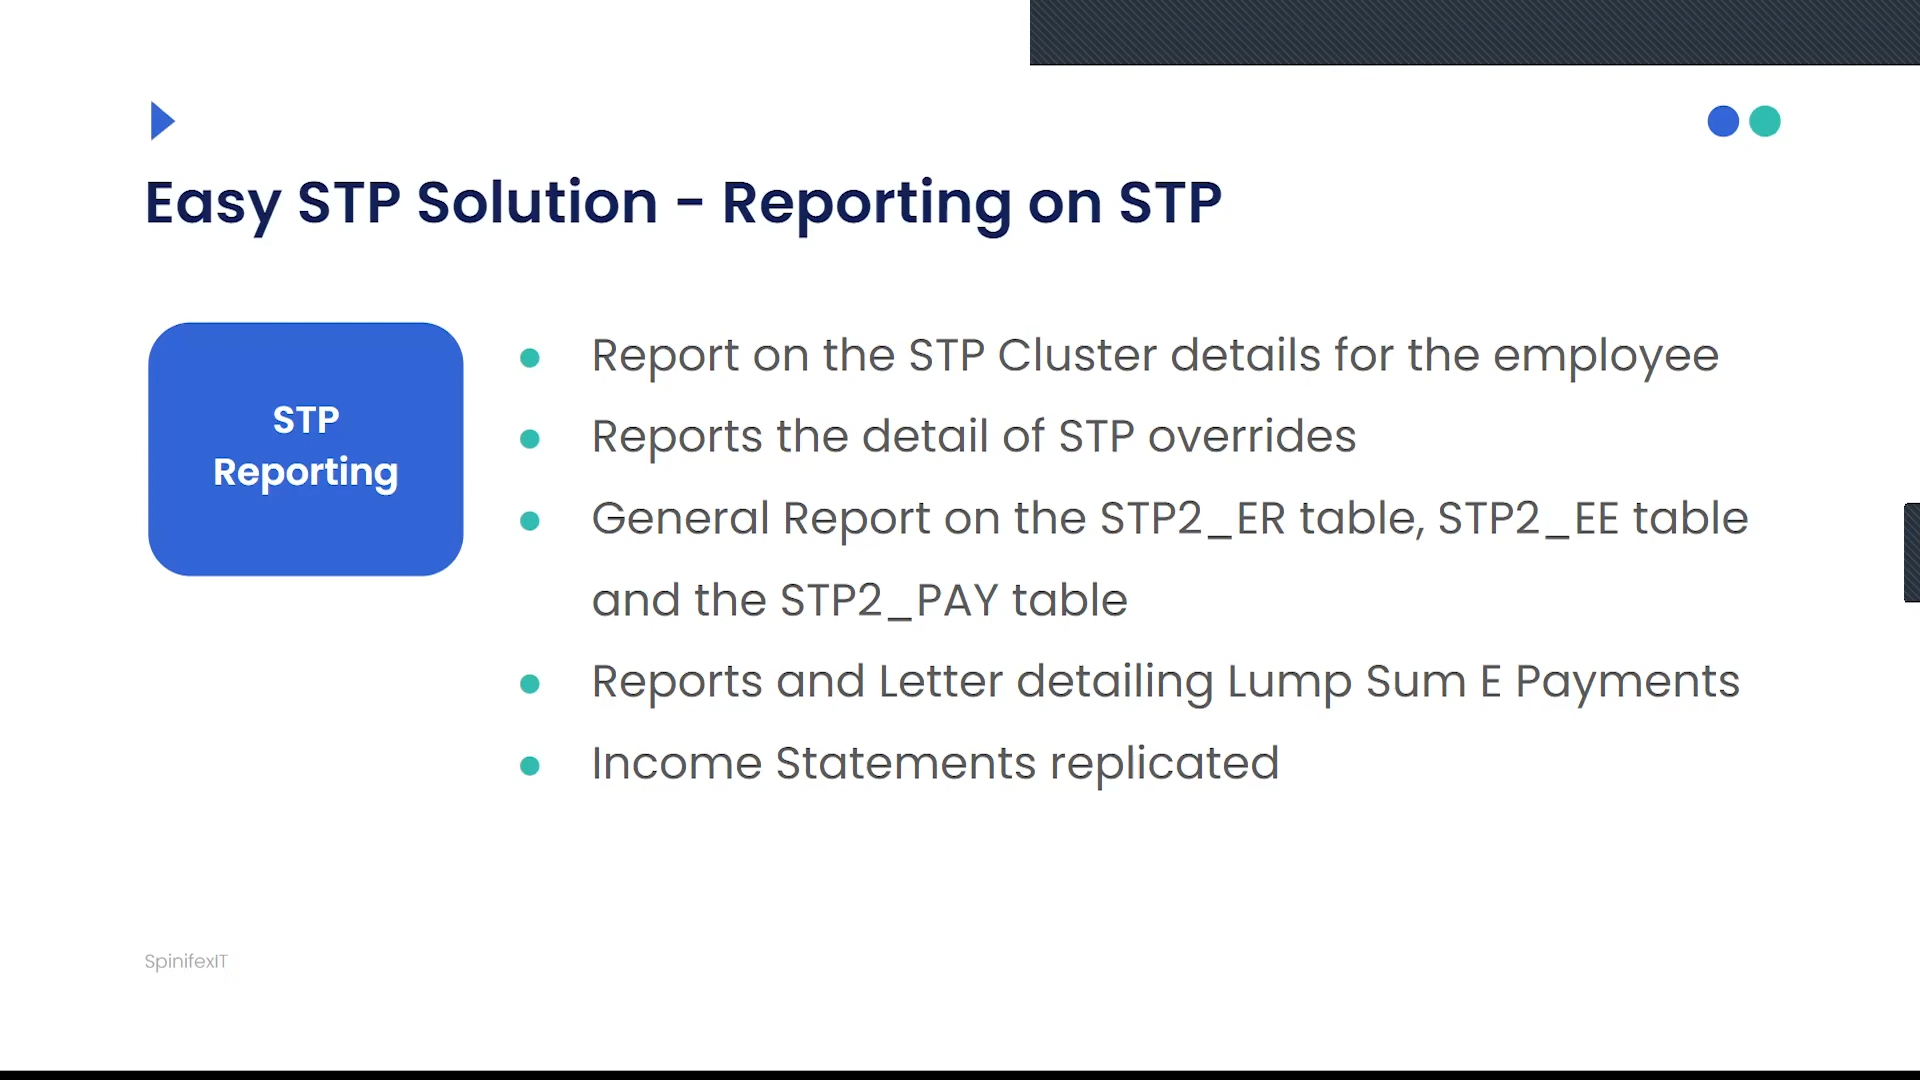 Easy STP Solution - Reporting on STP
STP
Reporting
Report on the STP Cluster details for the employee
Reports the detail of STP overrides
General Report on the STP2_ER table, STP2_EE table
and the STP2_PAY table
Reports and Letter detailing Lump Sum E Payments
Income Statements replicated
SpinifexIT